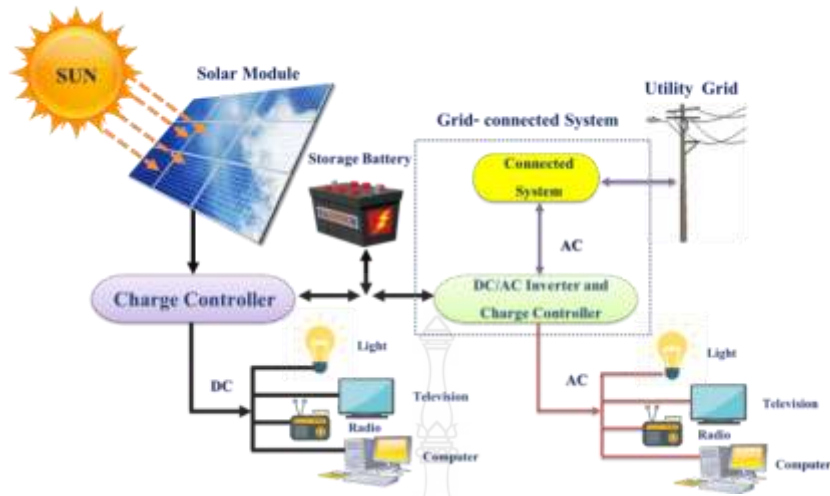 SUN
Solar Module
Utility Grid
Grid- connected System
Storage Battery
Connected
System
AC
Charge Controller
DC/AC Inverter and
Charge Controller
Light
DC
Television
Radio
Computer
Light
AC
Television
Radio
Computer